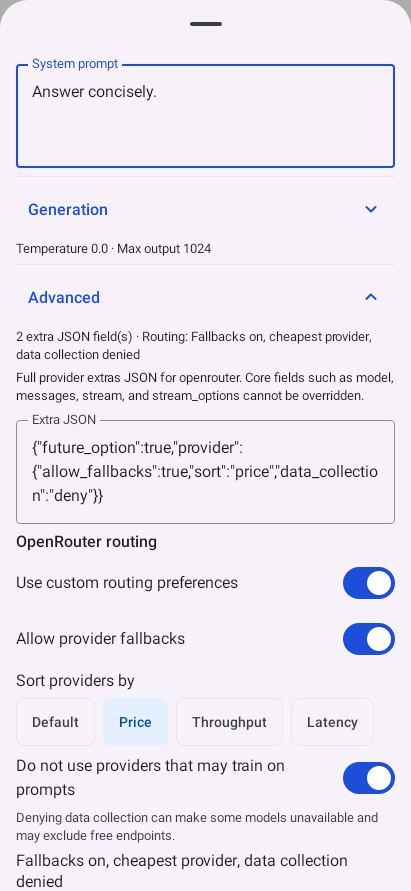 System prompt
Answer concisely.
Generation
Temperature 0.0 · Max output 1024
Advanced
2 extra JSON field(s) · Routing: Fallbacks on, cheapest provider,
data collection denied
Full provider extras JSON for openrouter. Core fields such as model,
messages, stream, and stream_options cannot be overridden.
Extra JSON
{"future_option":true,"provider":
{"allow_fallbacks":true,"sort":"price","data_collectio
n":"deny"}}
OpenRouter routing
Use custom routing preferences
Allow provider fallbacks
Sort providers by
Default Price Throughput Latency
Do not use providers that may train on
prompts
Denying data collection can make some models unavailable and
may exclude free endpoints.
Fallbacks on, cheapest provider, data collection
denied